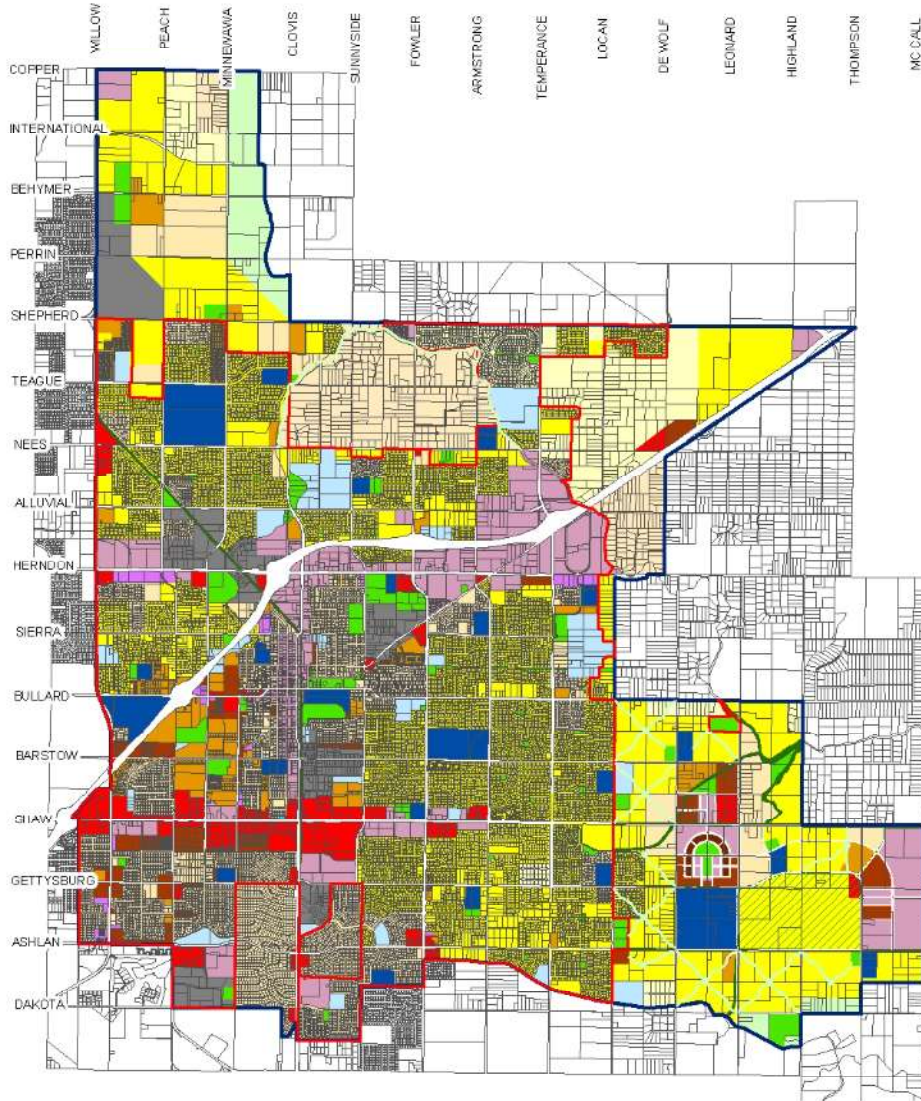 WILLOW
PEACH
MINNEWAWA
CLOVIS
SUNNYSIDE
FOWLER
ARMSTRONG
TEMPERANCE
LOCAN
DE WOLF
LEONARD
HIGHLAND
THOMPSON
MC CALL
COPPER
INTERNATIONAL
BEHYMER
PERRIN
SHEPHERD
TEAGUE
NEES
ALLUVIAL
HERNDON
SIERRA
BULLARD
BARSTOW
SHAW
GETTYSBURG
ASHLAN
DAKOTA